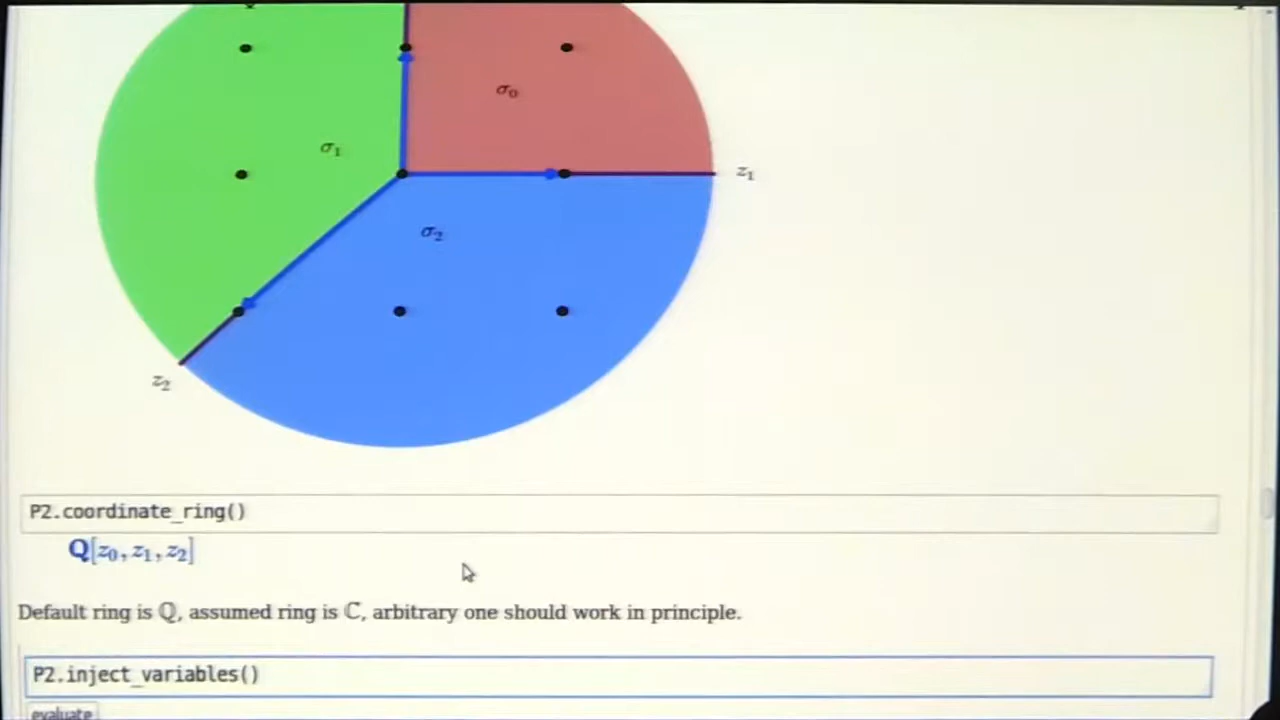 σ₀
σ₁
z₁
σ₂
z₂
P2.coordinate_ring()
Q[z₀, z₁, z₂]
Default ring is ℚ, assumed ring is ℂ, arbitrary one should work in principle.
P2.inject_variables()
evaluate